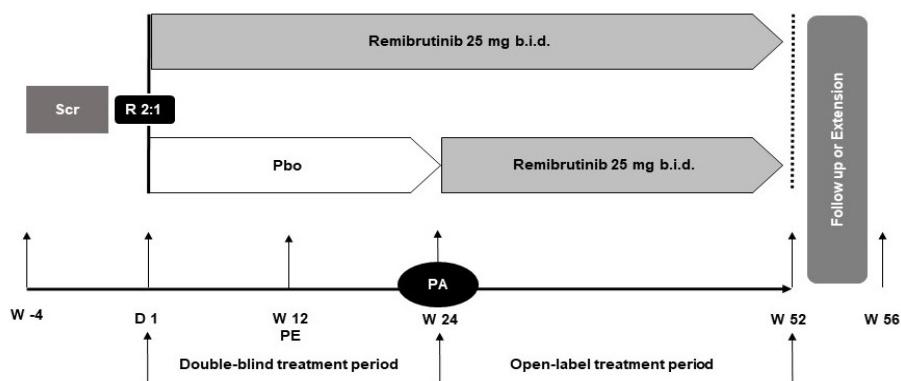 Remibrutinib 25 mg b.i.d.
Scr
R 2:1
Pbo
Remibrutinib 25 mg b.i.d.
Follow up or Extension
PA
W -4
D 1
W 12
PE
W 24
W 52
W 56
Double-blind treatment period
Open-label treatment period